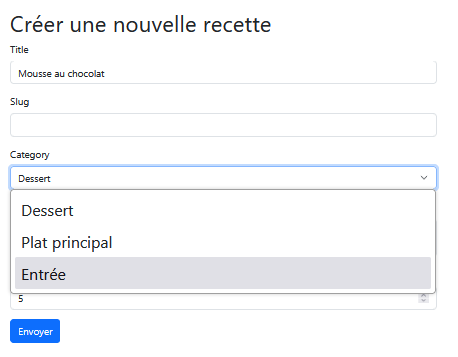 Créer une nouvelle recette
Title
Mousse au chocolat
Slug
Category
Dessert
Dessert
Plat principal
Entrée
5
Envoyer